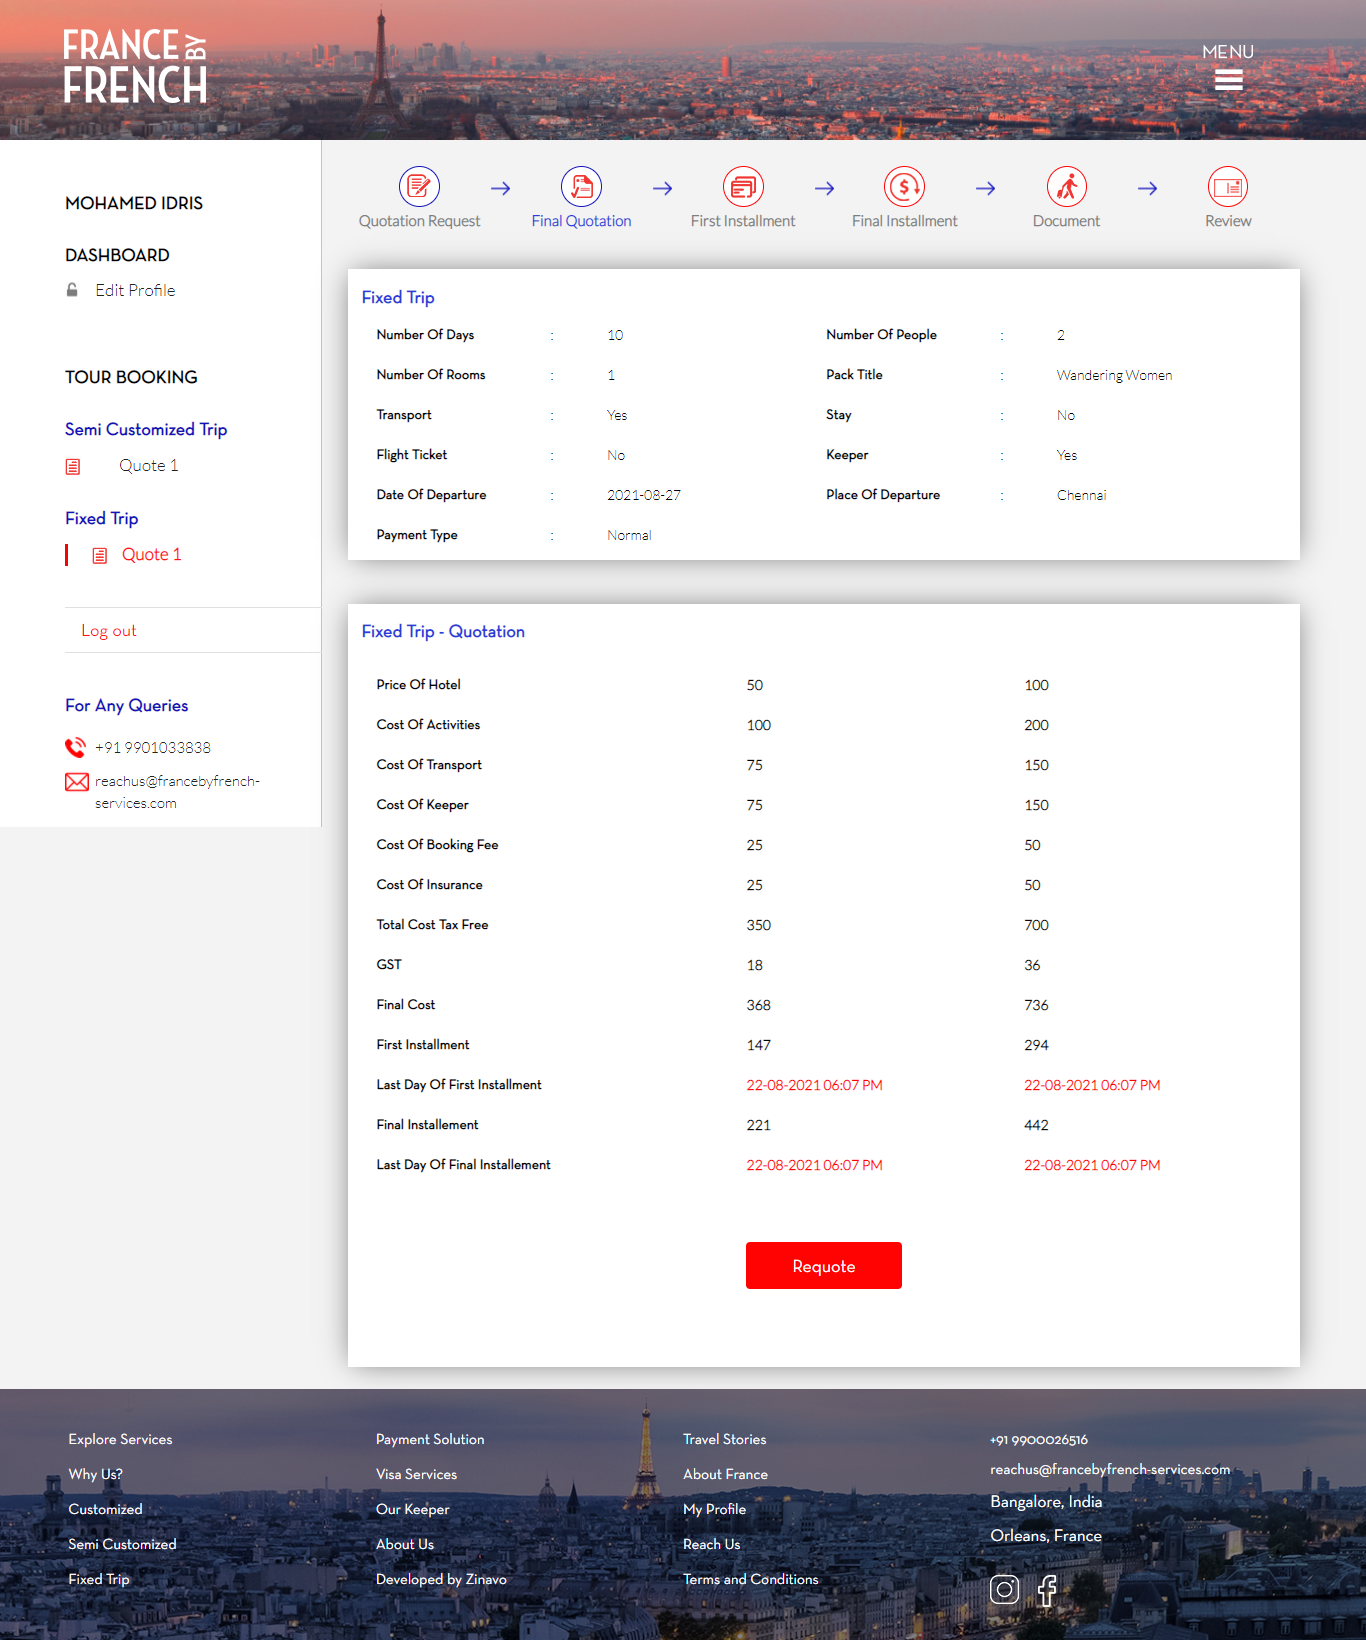 FRANCE BY
FRENCH
MENU
MOHAMED IDRIS
DASHBOARD
Edit Profile
TOUR BOOKING
Semi Customized Trip
Quote 1
Fixed Trip
Quote 1
Log out
For Any Queries
+91 9901033838
reachus@francebyfrench-
services.com
Quotation Request
Final Quotation
First Installment
Final Installment
Document
Review
Fixed Trip
Number Of Days : 10 Number Of People : 2
Number Of Rooms : 1 Pack Title : Wandering Women
Transport : Yes Stay : No
Flight Ticket : No Keeper : Yes
Date Of Departure : 2021-08-27 Place Of Departure : Chennai
Payment Type : Normal
Fixed Trip - Quotation
Price Of Hotel 50 100
Cost Of Activities 100 200
Cost Of Transport 75 150
Cost Of Keeper 75 150
Cost Of Booking Fee 25 50
Cost Of Insurance 25 50
Total Cost Tax Free 350 700
GST 18 36
Final Cost 368 736
First Installment 147 294
Last Day Of First Installment 22-08-2021 06:07 PM 22-08-2021 06:07 PM
Final Installement 221 442
Last Day Of Final Installement 22-08-2021 06:07 PM 22-08-2021 06:07 PM
Requote
Explore Services
Why Us?
Customized
Semi Customized
Fixed Trip
Payment Solution
Visa Services
Our Keeper
About Us
Developed by Zinavo
Travel Stories
About France
My Profile
Reach Us
Terms and Conditions
+91 9900026516
reachus@francebyfrench-services.com
Bangalore, India
Orleans, France